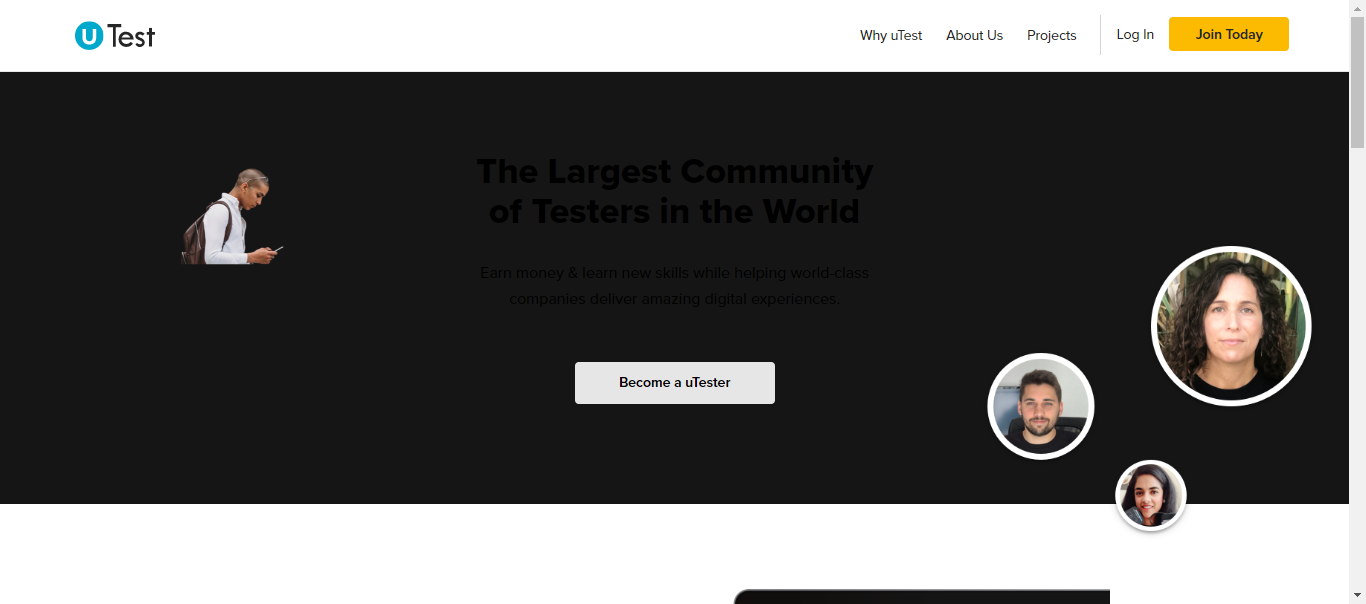 uTest
Why uTest
About Us
Projects
Log In
Join Today
The Largest Community
of Testers in the World
Earn money & learn new skills while helping world-class
companies deliver amazing digital experiences.
Become a uTester